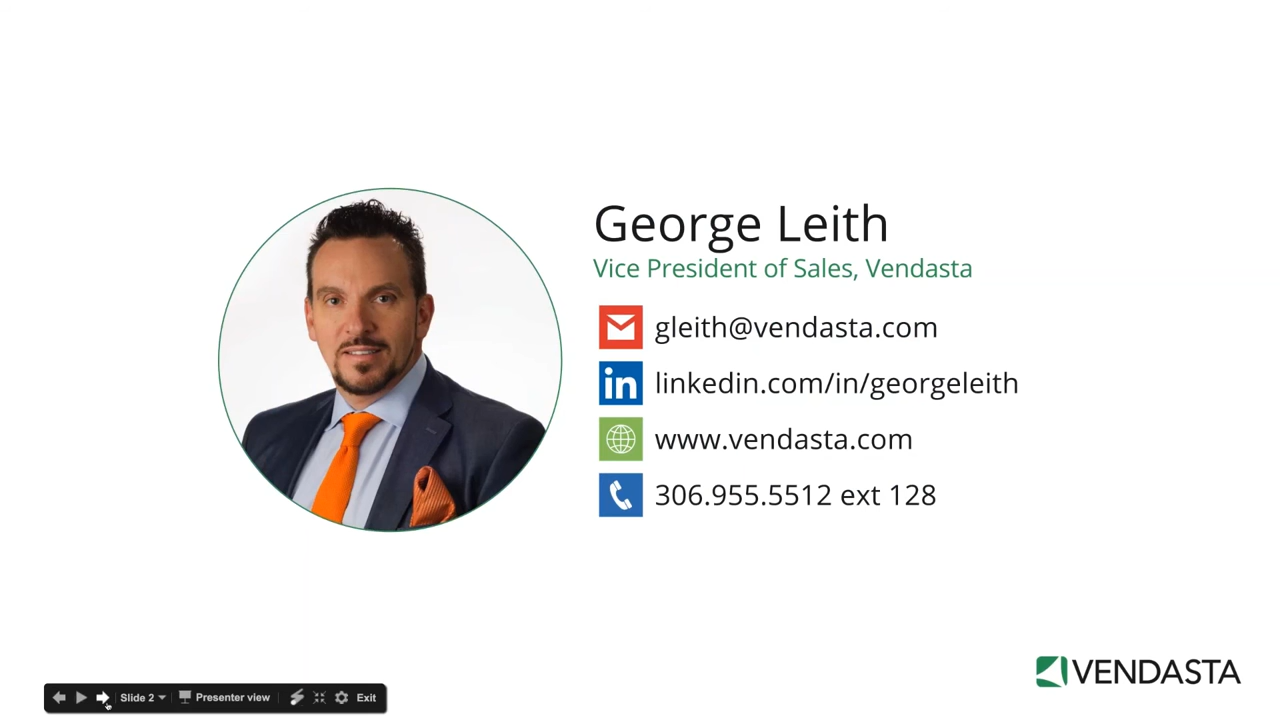 George Leith
Vice President of Sales, Vendasta
gleith@vendasta.com
in linkedin.com/in/georgeleith
www.vendasta.com
306.955.5512 ext 128
VENDASTA
Slide 2 Presenter view Exit